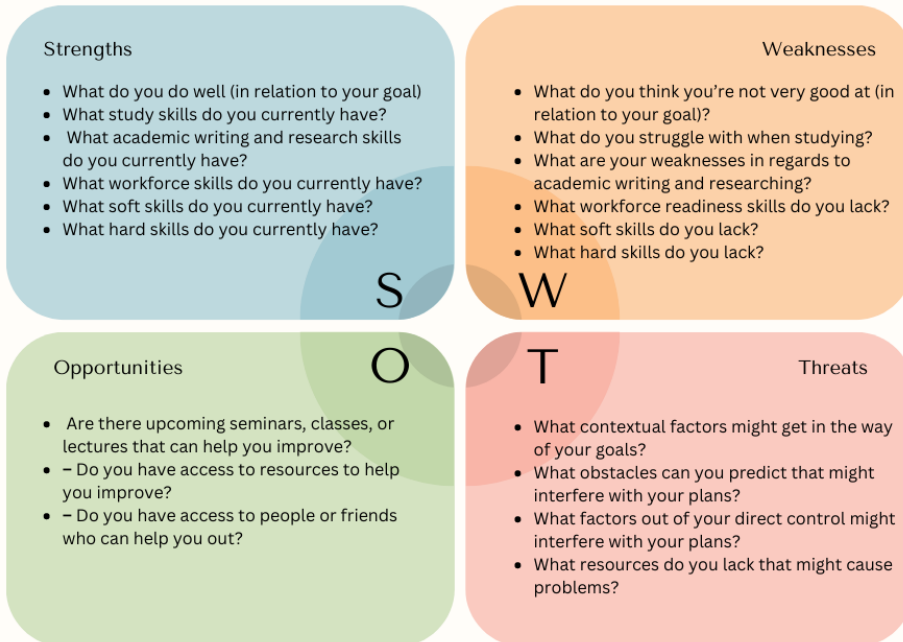 Strengths
• What do you do well (in relation to your goal)
• What study skills do you currently have?
• What academic writing and research skills
do you currently have?
• What workforce skills do you currently have?
• What soft skills do you currently have?
• What hard skills do you currently have?
S
Weaknesses
• What do you think you’re not very good at (in
relation to your goal)?
• What do you struggle with when studying?
• What are your weaknesses in regards to
academic writing and researching?
• What workforce readiness skills do you lack?
• What soft skills do you lack?
• What hard skills do you lack?
W
O
Opportunities
• Are there upcoming seminars, classes, or
lectures that can help you improve?
• – Do you have access to resources to help
you improve?
• – Do you have access to people or friends
who can help you out?
T
Threats
• What contextual factors might get in the way
of your goals?
• What obstacles can you predict that might
interfere with your plans?
• What factors out of your direct control might
interfere with your plans?
• What resources do you lack that might cause
problems?